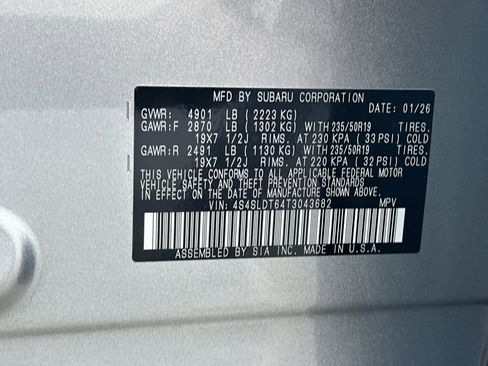 MFD BY SUBARU CORPORATION
GVWR: 4901 LB (2223 KG) DATE: 01/26
GAWR:F 2870 LB (1302 KG) WITH 235/50R19 TIRES.
19X7 1/2J RIMS. AT 230 KPA (33 PSI) COLD
GAWR:R 2491 LB (1130 KG) WITH 235/50R19 TIRES.
19X7 1/2J RIMS. AT 220 KPA (32 PSI) COLD
THIS VEHICLE CONFORMS TO ALL APPLICABLE FEDERAL MOTOR
VEHICLE SAFETY AND THEFT PREVENTION STANDARDS
IN EFFECT ON THE DATE OF MANUFACTURE SHOWN ABOVE.
VIN: 4S4SLDT64T3043682 MPV
ASSEMBLED BY SIA INC. MADE IN U.S.A.